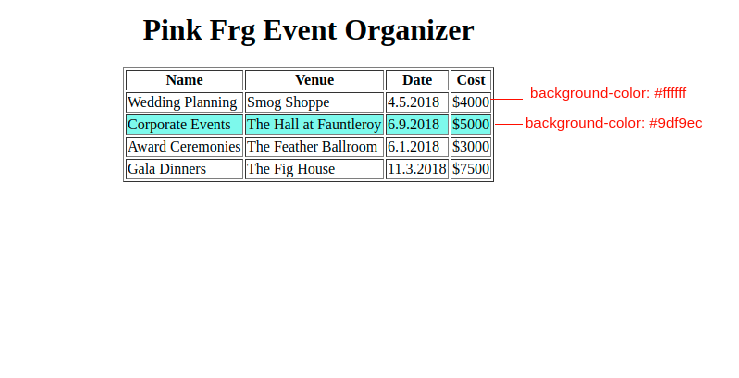 Pink Frg Event Organizer
Name Venue Date Cost
Wedding Planning Smog Shoppe 4.5.2018 $4000 background-color: #ffffff
Corporate Events The Hall at Fauntleroy 6.9.2018 $5000 background-color: #9df9ec
Award Ceremonies The Feather Ballroom 6.1.2018 $3000
Gala Dinners The Fig House 11.3.2018 $7500